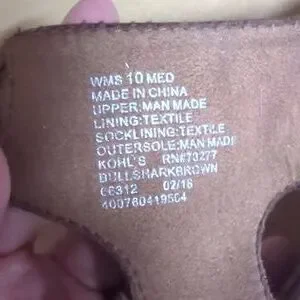 WMS 10 MED
MADE IN CHINA
UPPER:MAN MADE
LINING:TEXTILE
SOCKLINING:TEXTILE
OUTERSOLE:MAN MADE
KOHL'S RN#73277
BULLSHARKBROWN
66312 02/16
400760419504